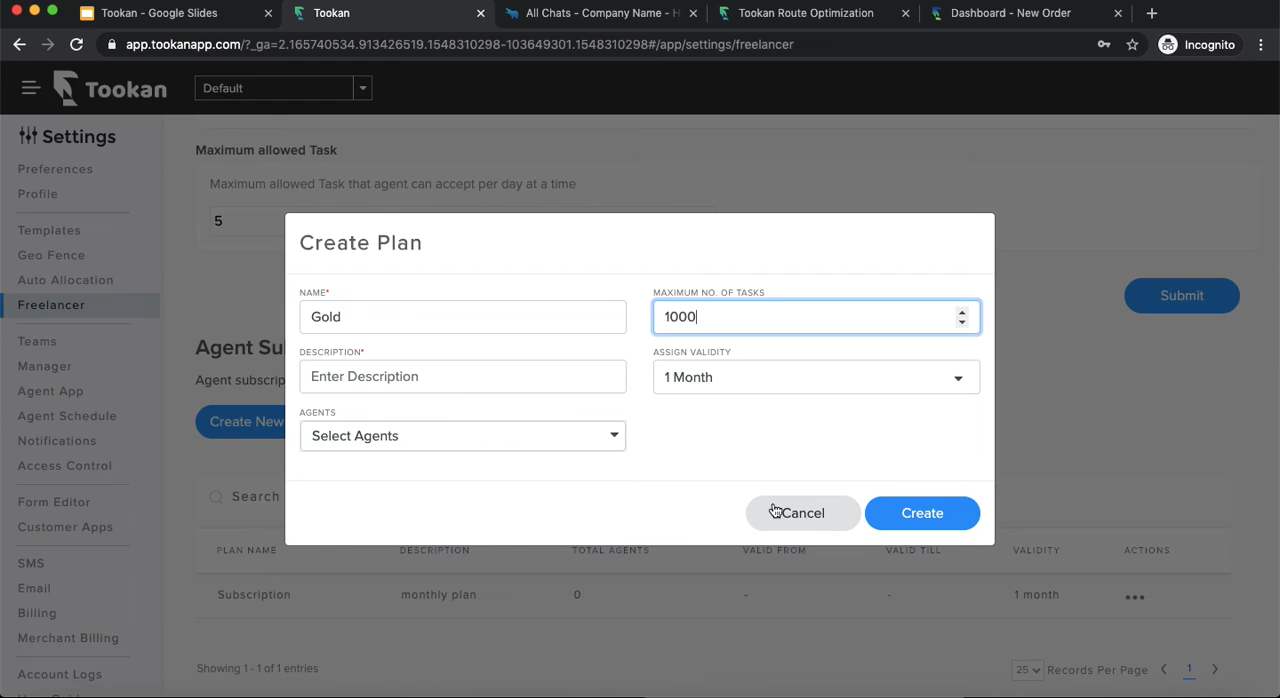 Tookan - Google Slides
Tookan
All Chats - Company Name - H
Tookan Route Optimization
Dashboard - New Order
app.tookanapp.com/?_ga=2.165740534.913426519.1548310298-103649301.1548310298#/app/settings/freelancer
Incognito
Tookan
Default
Settings
Preferences
Profile
Templates
Geo Fence
Auto Allocation
Freelancer
Teams
Manager
Agent App
Agent Schedule
Notifications
Access Control
Form Editor
Customer Apps
SMS
Email
Billing
Merchant Billing
Account Logs
Maximum allowed Task
Maximum allowed Task that agent can accept per day at a time
5
Submit
Agent Su
Agent subscrip
Create New
Create Plan
NAME*
Gold
MAXIMUM NO. OF TASKS
1000
DESCRIPTION*
Enter Description
ASSIGN VALIDITY
1 Month
AGENTS
Select Agents
Cancel
Create
Search
PLAN NAME DESCRIPTION TOTAL AGENTS VALID FROM VALID TILL VALIDITY ACTIONS
Subscription monthly plan 0 - - 1 month
Showing 1 - 1 of 1 entries
25 Records Per Page 1